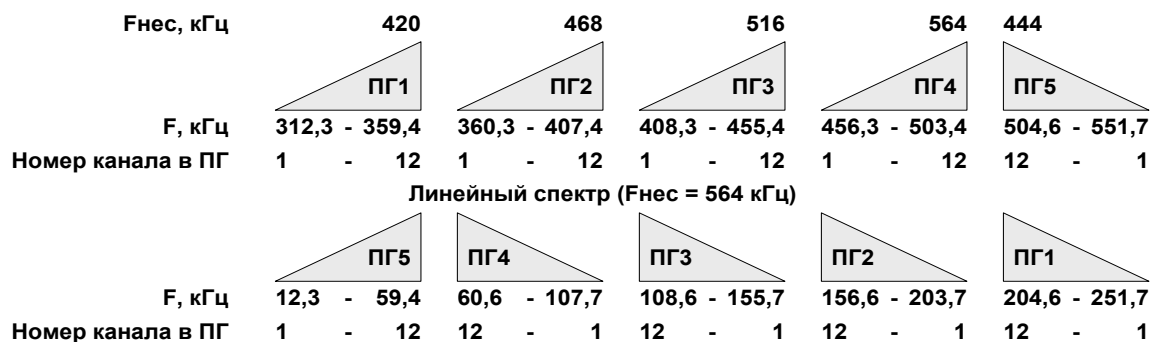 Fнес, кГц 420 468 516 564 444
ПГ1 ПГ2 ПГ3 ПГ4 ПГ5
F, кГц 312,3 - 359,4 360,3 - 407,4 408,3 - 455,4 456,3 - 503,4 504,6 - 551,7
Номер канала в ПГ 1 - 12 1 - 12 1 - 12 1 - 12 12 - 1
Линейный спектр (Fнес = 564 кГц)
ПГ5 ПГ4 ПГ3 ПГ2 ПГ1
F, кГц 12,3 - 59,4 60,6 - 107,7 108,6 - 155,7 156,6 - 203,7 204,6 - 251,7
Номер канала в ПГ 1 - 12 12 - 1 12 - 1 12 - 1 12 - 1